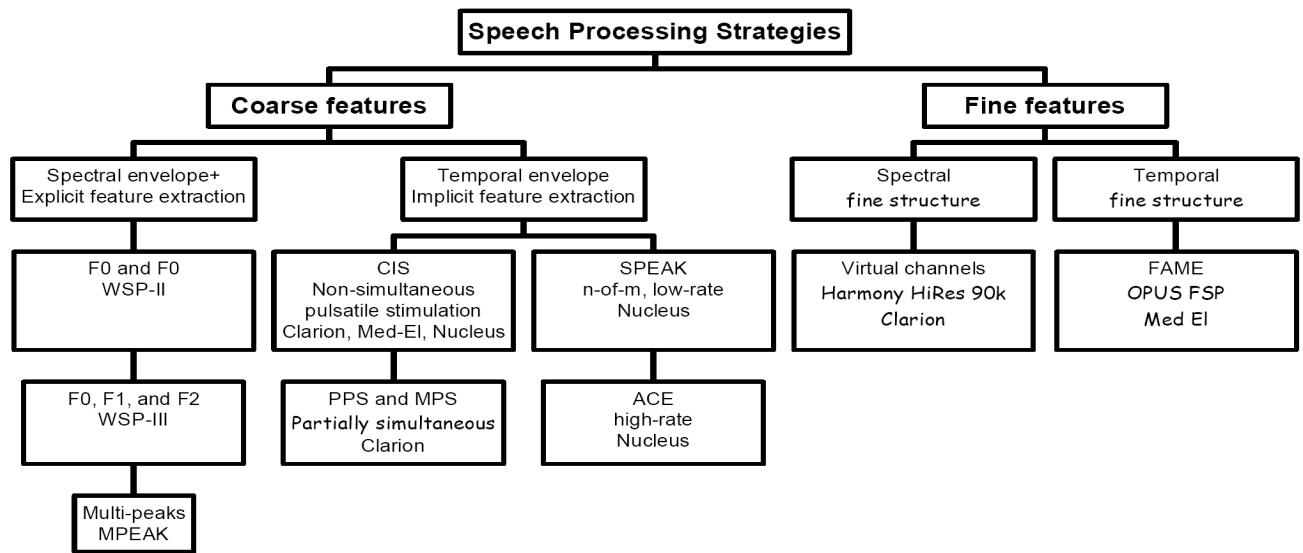 Speech Processing Strategies
Coarse features
Fine features
Spectral envelope+
Explicit feature extraction
Temporal envelope
Implicit feature extraction
Spectral
fine structure
Temporal
fine structure
F0 and F0
WSP-II
CIS
Non-simultaneous
pulsatile stimulation
Clarion, Med-El, Nucleus
SPEAK
n-of-m, low-rate
Nucleus
Virtual channels
Harmony HiRes 90k
Clarion
FAME
OPUS FSP
Med El
F0, F1, and F2
WSP-III
PPS and MPS
Partially simultaneous
Clarion
ACE
high-rate
Nucleus
Multi-peaks
MPEAK